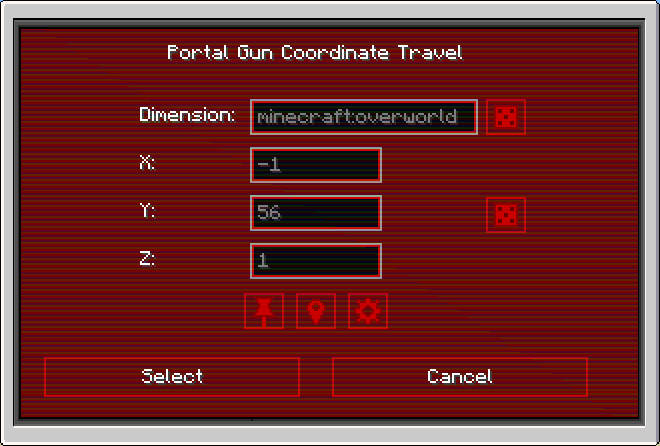 Portal Gun Coordinate Travel
Dimension: minecraft:overworld
X: -1
Y: 56
Z: 1
Select Cancel